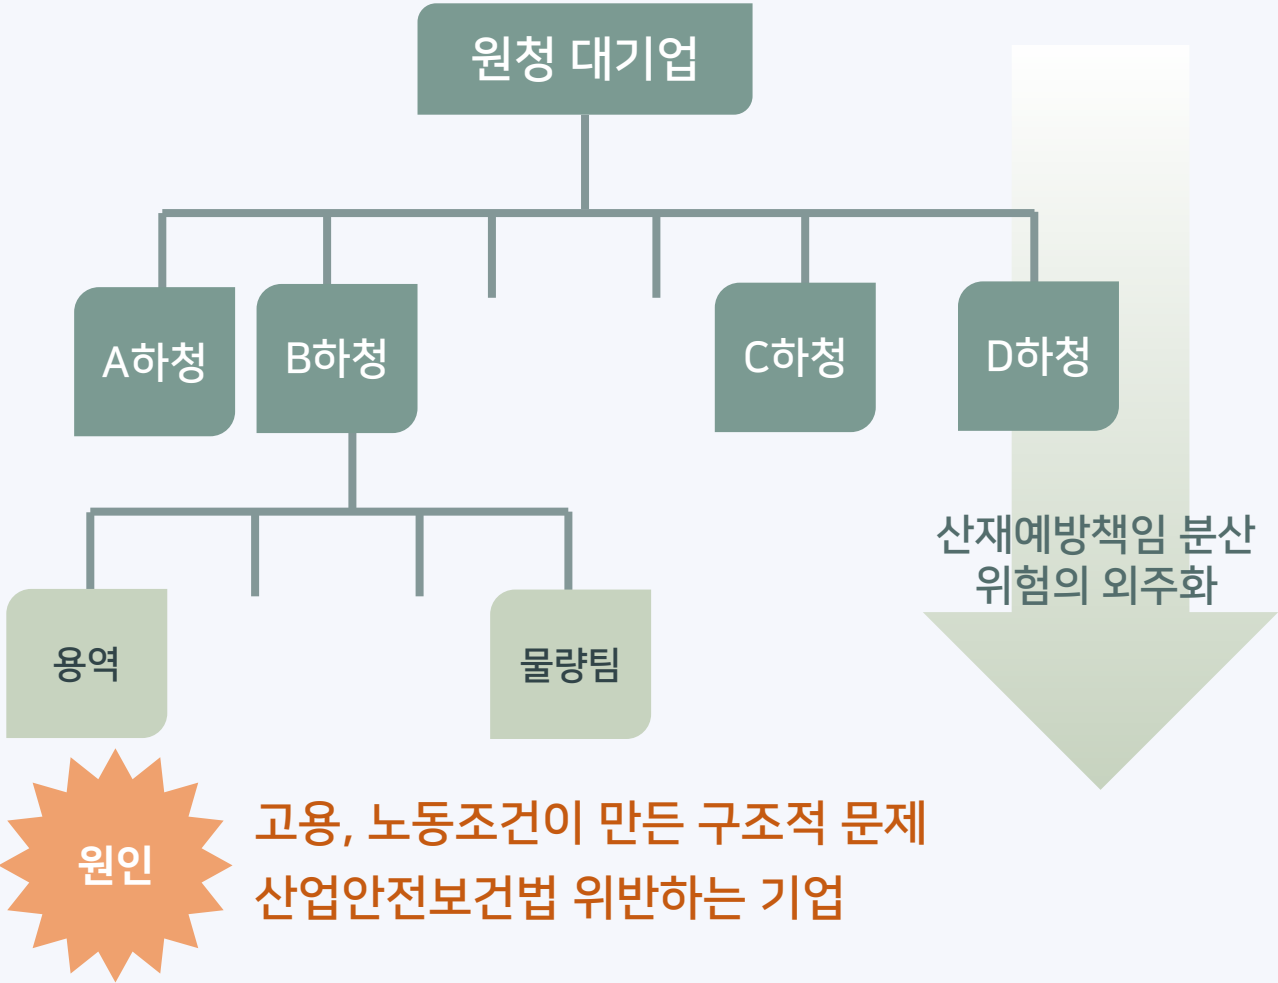 원청 대기업
A하청
B하청
C하청
D하청
산재예방책임 분산
위험의 외주화
용역
물량팀
원인
고용, 노동조건이 만든 구조적 문제
산업안전보건법 위반하는 기업